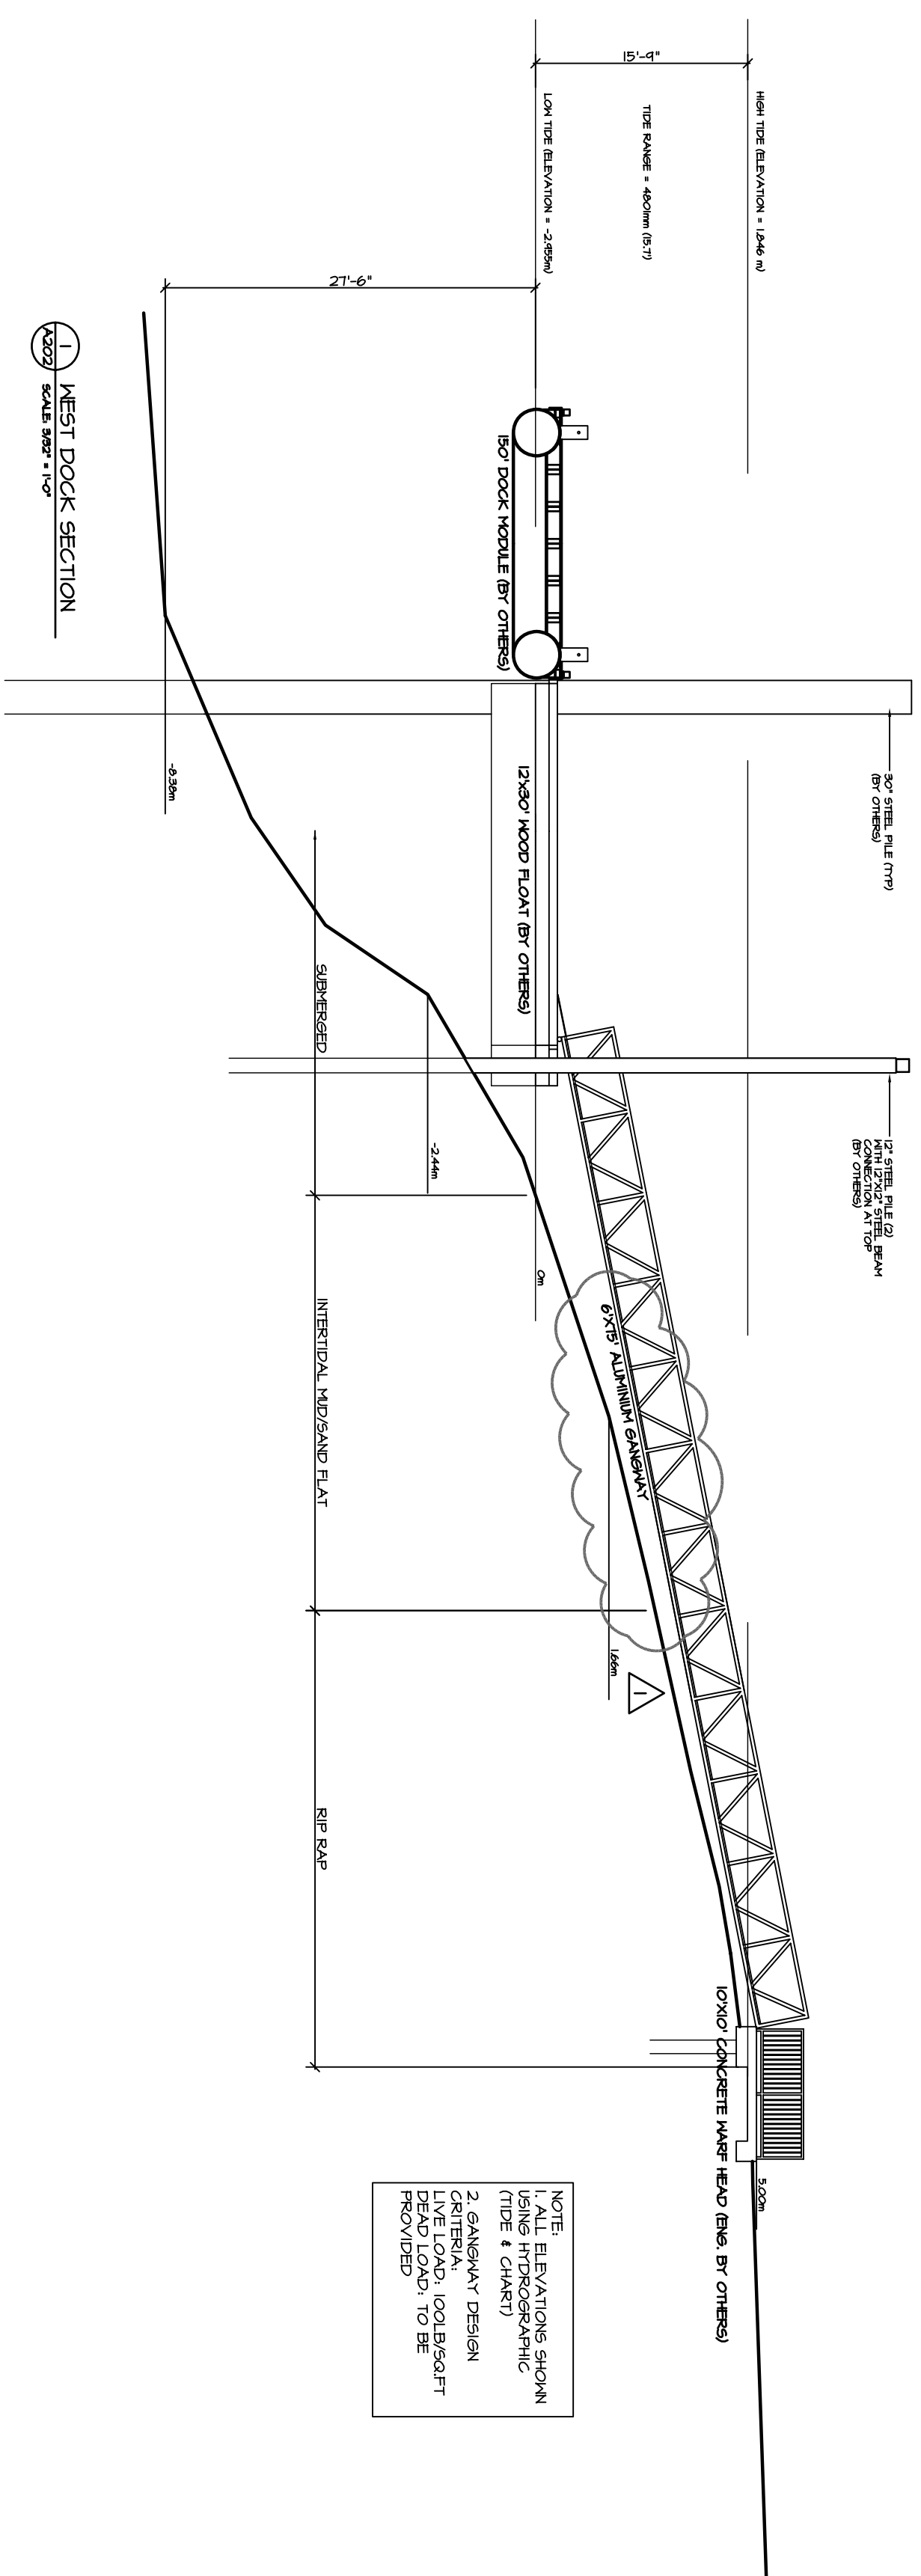 15'-9"
HIGH TIDE (ELEVATION = 1.846 m)
TIDE RANGE = 4801mm (15.7')
LOW TIDE (ELEVATION = -2.955m)
27'-6"
150' DOCK MODULE (BY OTHERS)
30" STEEL PILE (TYP)
(BY OTHERS)
12'X30' WOOD FLOAT (BY OTHERS)
-8.38m
12" STEEL PILE (2)
WITH 12"X12" STEEL BEAM
CONNECTION AT TOP
(BY OTHERS)
-2.44m
0m
6'X75' ALUMINIUM GANGWAY
1.66m
1
SUBMERGED
INTERTIDAL MUD/SAND FLAT
RIP RAP
10'X10' CONCRETE WARF HEAD (ENG. BY OTHERS)
5.00m
NOTE:
1. ALL ELEVATIONS SHOWN
USING HYDROGRAPHIC
(TIDE & CHART)
2. GANGWAY DESIGN
CRITERIA:
LIVE LOAD: 100LB/SQ.FT
DEAD LOAD: TO BE
PROVIDED
1
A202
WEST DOCK SECTION
SCALE: 3/32" = 1'-0"